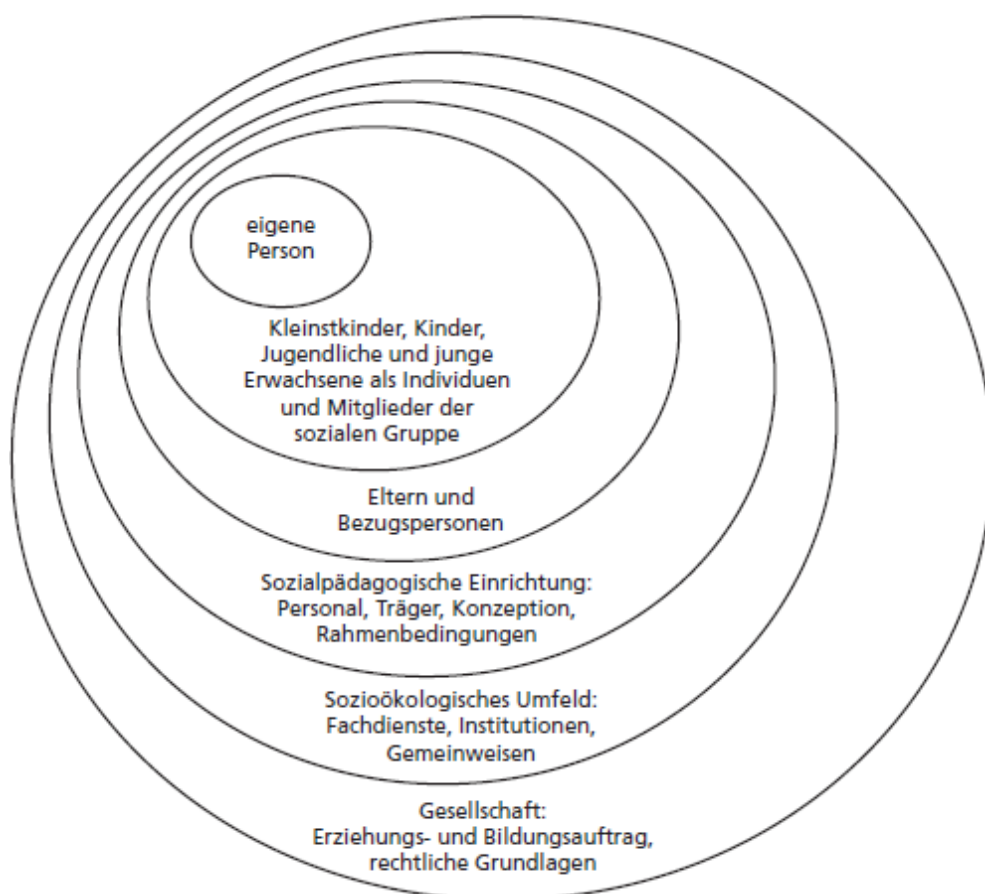 eigene
Person
Kleinstkinder, Kinder,
Jugendliche und junge
Erwachsene als Individuen
und Mitglieder der
sozialen Gruppe
Eltern und
Bezugspersonen
Sozialpädagogische Einrichtung:
Personal, Träger, Konzeption,
Rahmenbedingungen
Sozioökologisches Umfeld:
Fachdienste, Institutionen,
Gemeinweisen
Gesellschaft:
Erziehungs- und Bildungsauftrag,
rechtliche Grundlagen